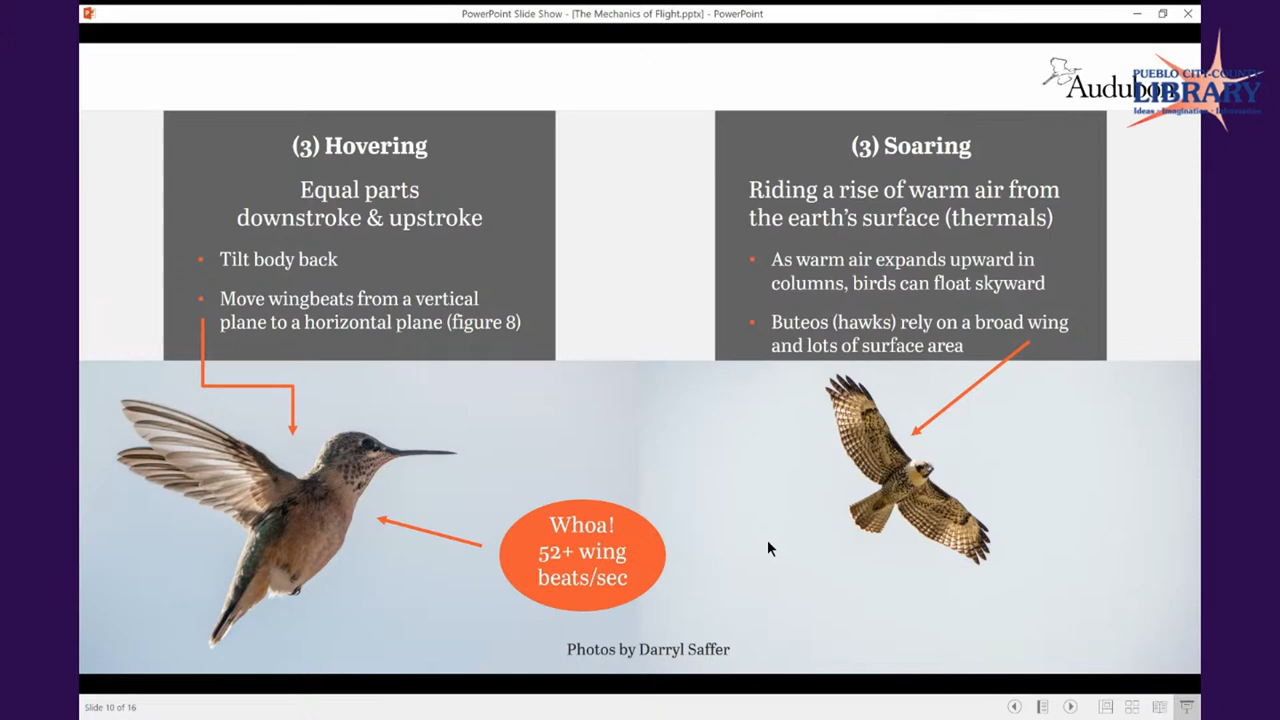 PowerPoint Slide Show - [The Mechanics of Flight.pptx] - PowerPoint
Audubon
PUEBLO CITY-COUNTY
LIBRARY
Ideas • Imagination • Information
(3) Hovering
Equal parts
downstroke & upstroke
• Tilt body back
• Move wingbeats from a vertical
plane to a horizontal plane (figure 8)
(3) Soaring
Riding a rise of warm air from
the earth's surface (thermals)
• As warm air expands upward in
columns, birds can float skyward
• Buteos (hawks) rely on a broad wing
and lots of surface area
Whoa!
52+ wing
beats/sec
Photos by Darryl Saffer
Slide 10 of 16